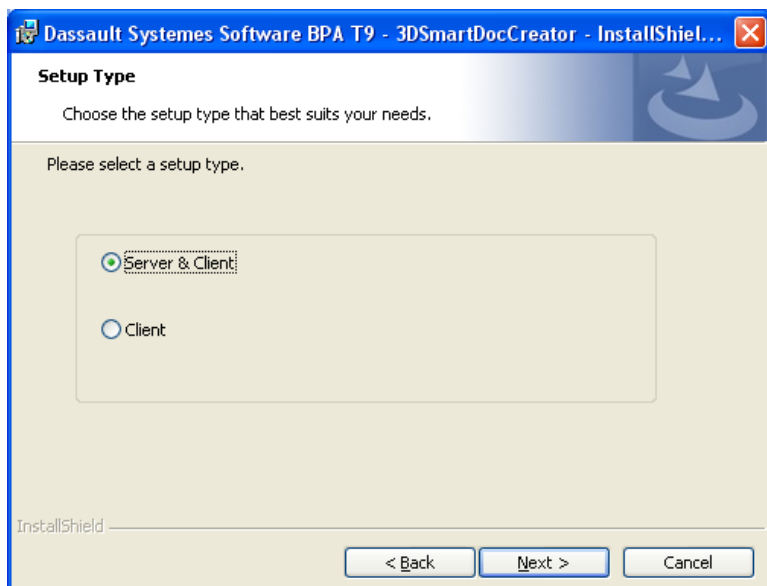 Dassault Systemes Software BPA T9 - 3DSmartDocCreator - InstallShiel...
Setup Type
Choose the setup type that best suits your needs.
Please select a setup type.
Server & Client
Client
InstallShield
< Back Next > Cancel